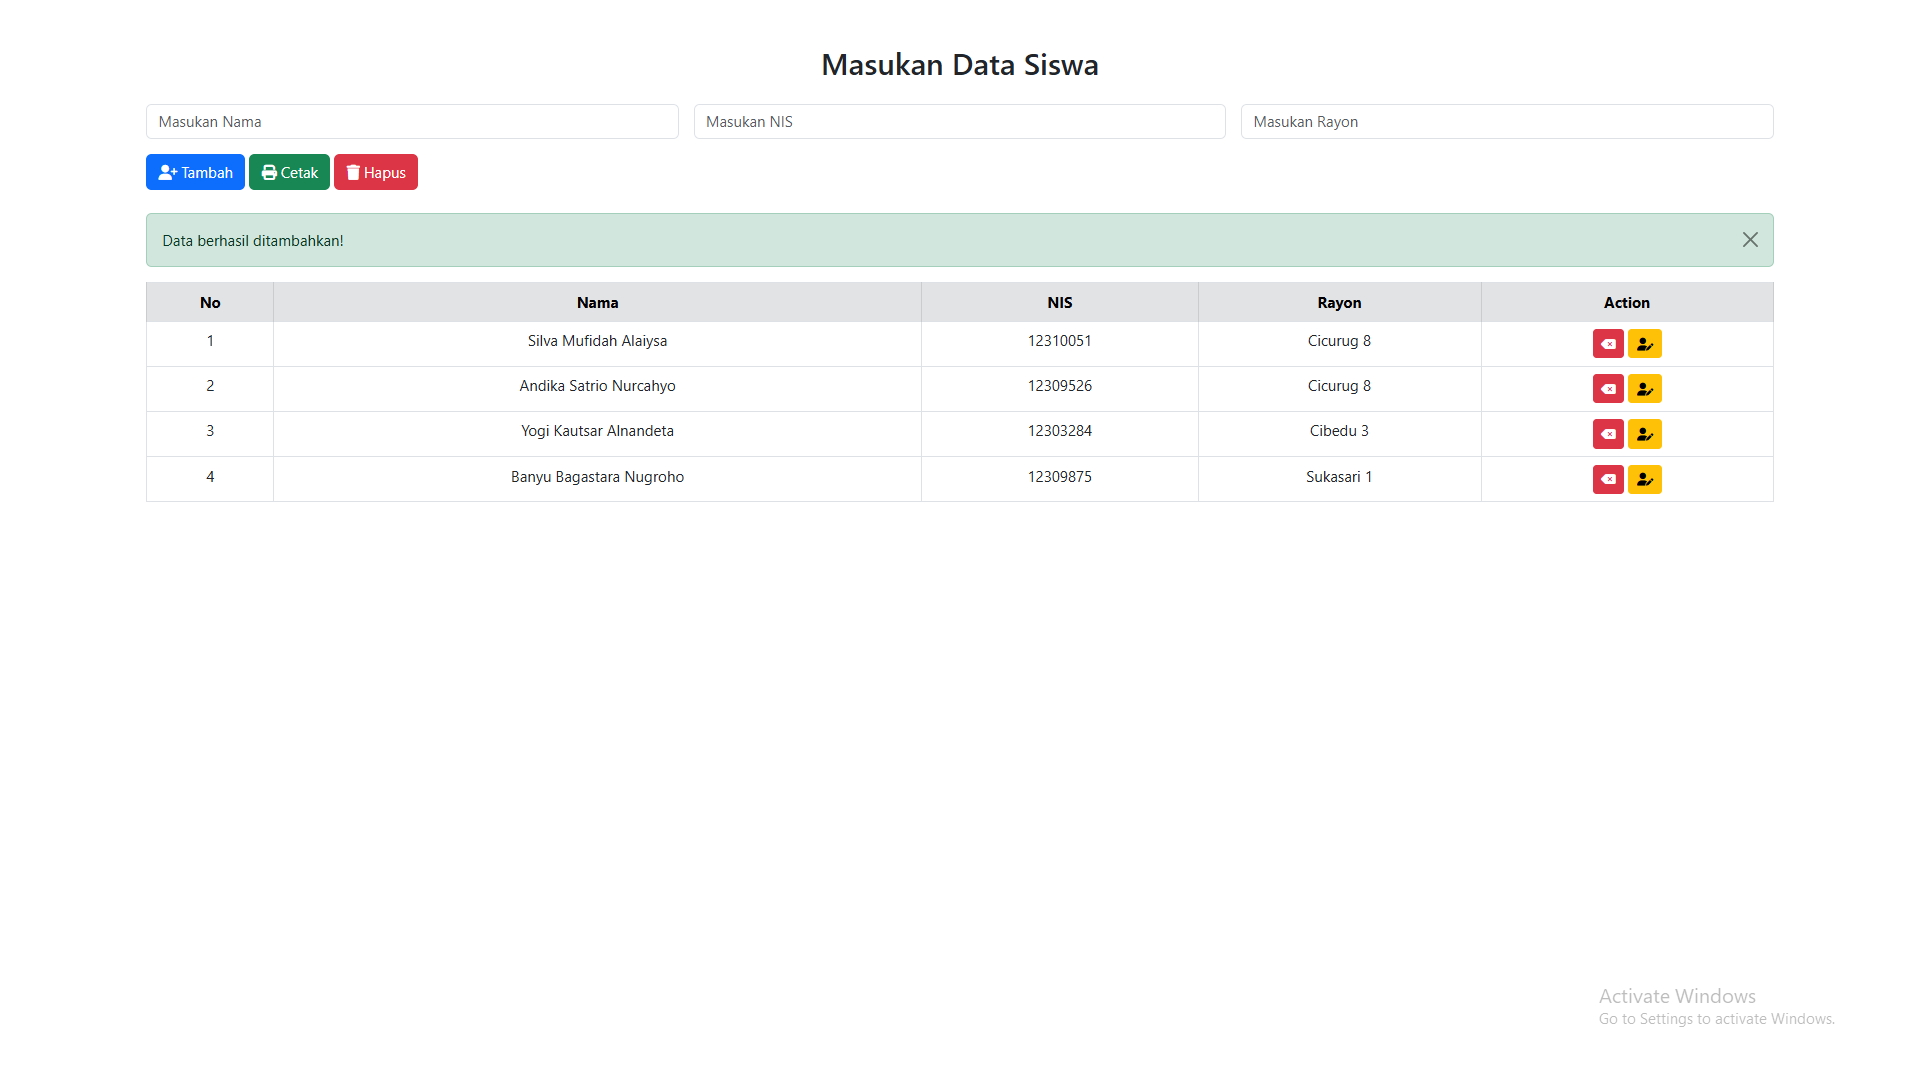 Masukan Data Siswa
Masukan Nama Masukan NIS Masukan Rayon
Tambah Cetak Hapus
Data berhasil ditambahkan!
No Nama NIS Rayon Action
1 Silva Mufidah Alaiysa 12310051 Cicurug 8
2 Andika Satrio Nurcahyo 12309526 Cicurug 8
3 Yogi Kautsar Alnandeta 12303284 Cibedu 3
4 Banyu Bagastara Nugroho 12309875 Sukasari 1
Activate Windows
Go to Settings to activate Windows.